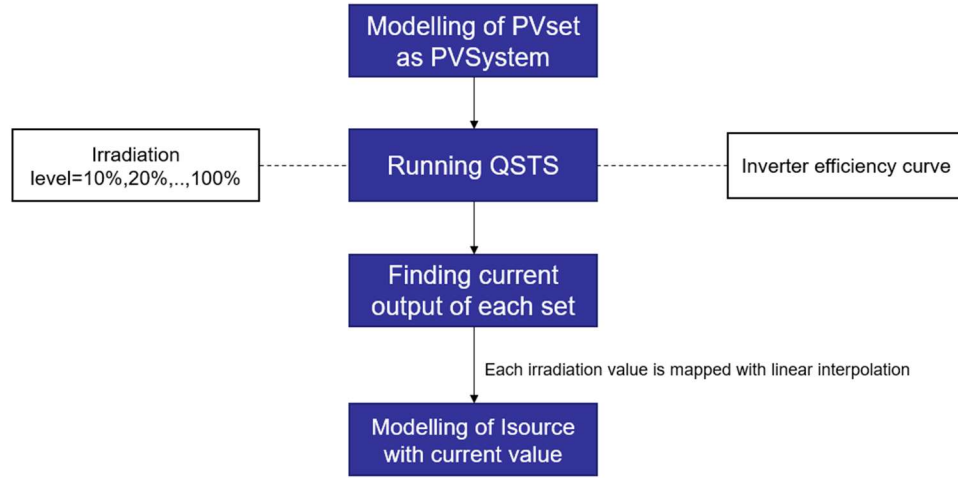 Modelling of PVset
as PVSystem
Irradiation
level=10%,20%,..,100%
Running QSTS
Inverter efficiency curve
Finding current
output of each set
Each irradiation value is mapped with linear interpolation
Modelling of Isource
with current value